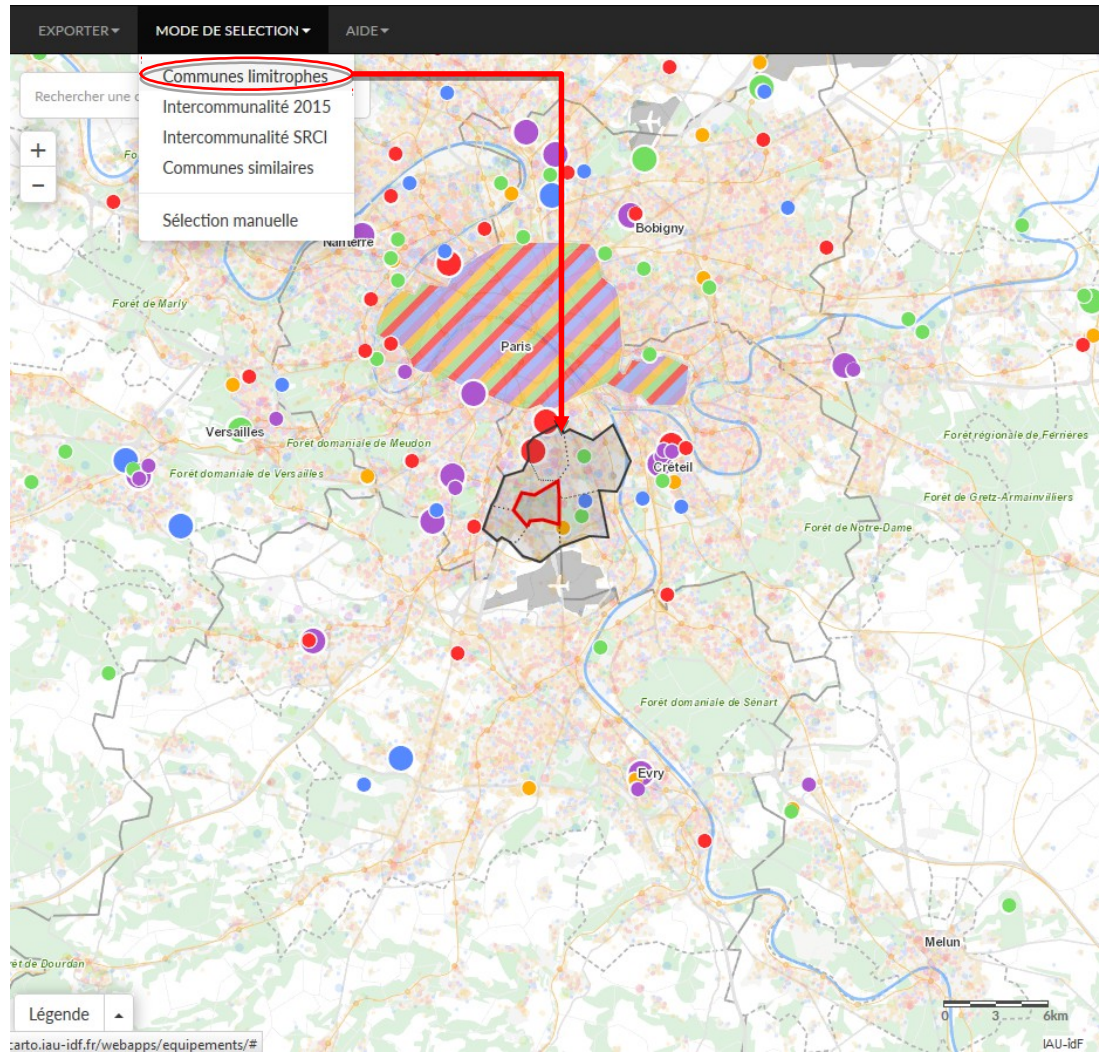 EXPORTER
MODE DE SELECTION
AIDE
Communes limitrophes
Rechercher une c
Intercommunalité 2015
Intercommunalité SRCI
Communes similaires
Sélection manuelle
+
−
Fo
Nanterre
Bobigny
Forêt de Marly
Paris
Versailles
Forêt domaniale de Meudon
Forêt domaniale de Versailles
Creteil
Forêt régionale de Ferrières
Forêt de Gretz-Armainvilliers
Forêt de Notre-Dame
Forêt domaniale de Sénart
Evry
Melun
rêt de Dourdan
Légende
0 3 6km
carto.iau-idf.fr/webapps/equipements/#
IAU-îdF